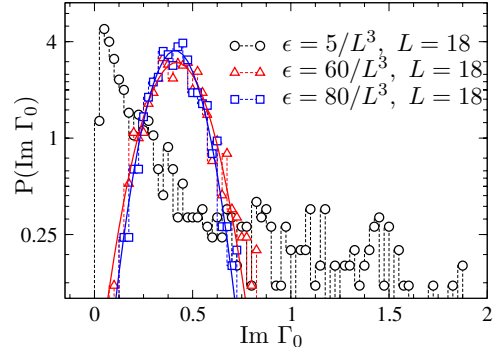 4
1
0.25
P(Im Γ₀)
ϵ = 5/L³, L = 18
ϵ = 60/L³, L = 18
ϵ = 80/L³, L = 18
0 0.5 1 1.5 2
Im Γ₀